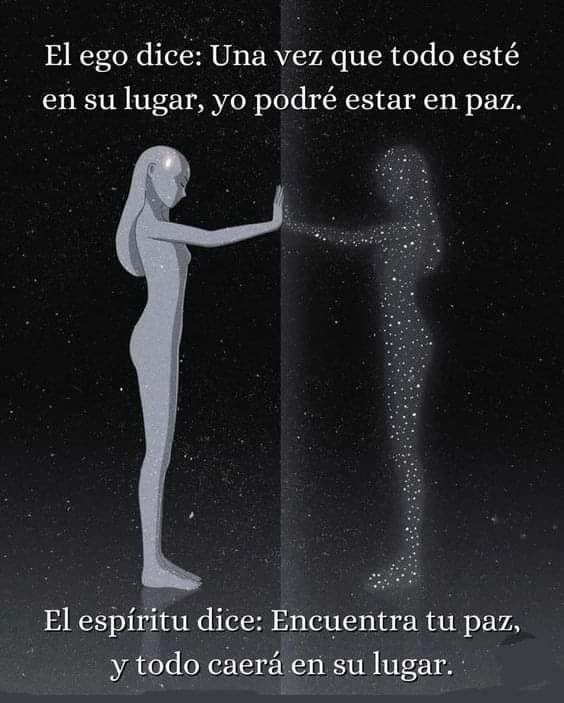 El ego dice: Una vez que todo esté
en su lugar, yo podré estar en paz.
El espíritu dice: Encuentra tu paz,
y todo caerá en su lugar.